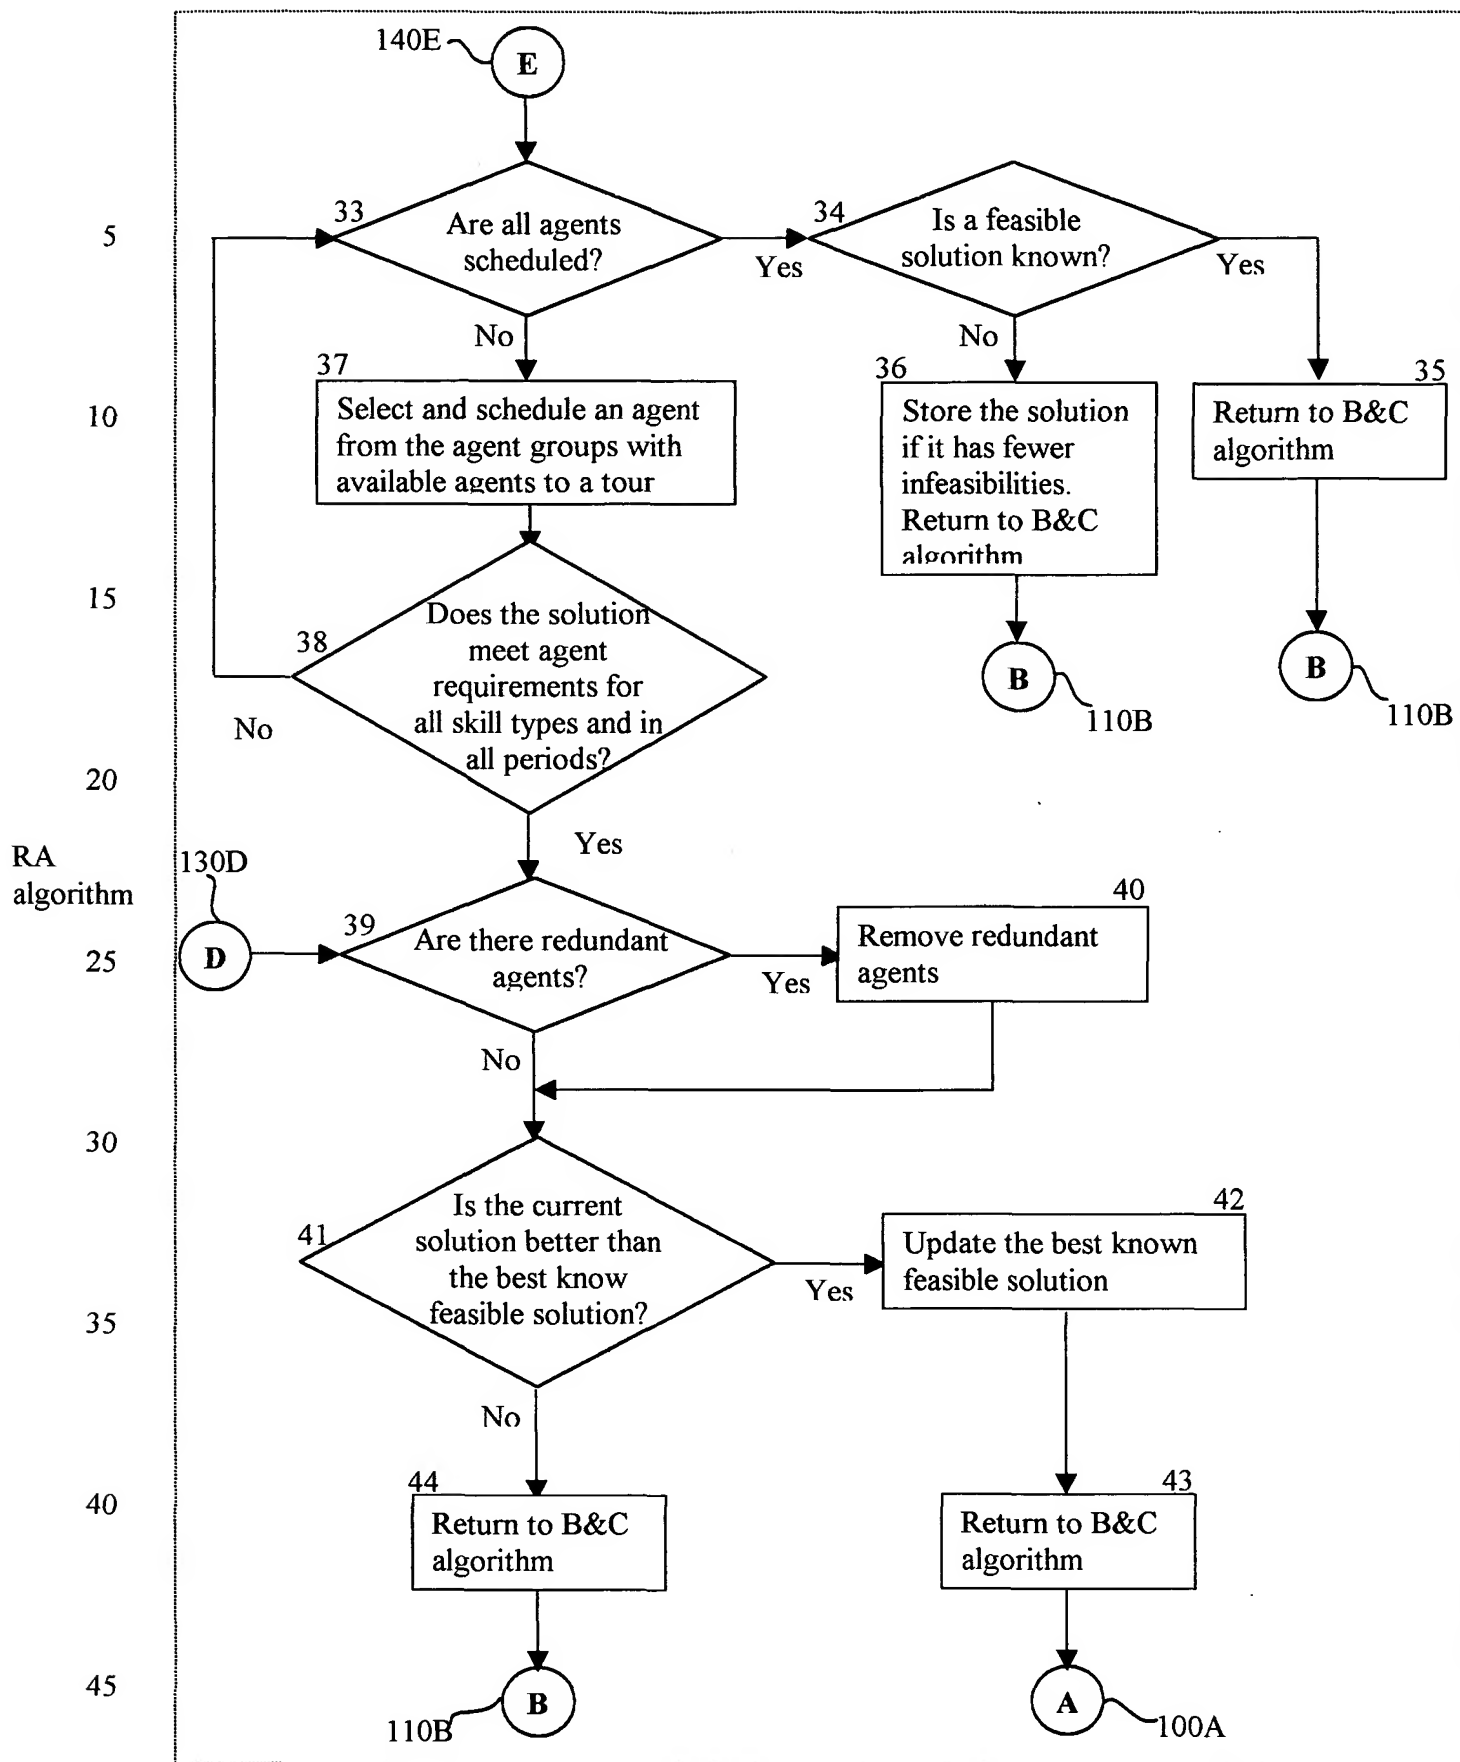 140E
E
33
Are all agents
scheduled?
Yes
34
Is a feasible
solution known?
Yes
5
No
No
37
Select and schedule an agent
from the agent groups with
available agents to a tour
36
Store the solution
if it has fewer
infeasibilities.
Return to B&C
algorithm
35
Return to B&C
algorithm
10
15
38
Does the solution
meet agent
requirements for
all skill types and in
all periods?
No
B
110B
B
110B
20
Yes
RA
algorithm
130D
D
25
39
Are there redundant
agents?
Yes
40
Remove redundant
agents
No
30
41
Is the current
solution better than
the best know
feasible solution?
Yes
42
Update the best known
feasible solution
35
No
40
44
Return to B&C
algorithm
43
Return to B&C
algorithm
45
110B
B
A
100A